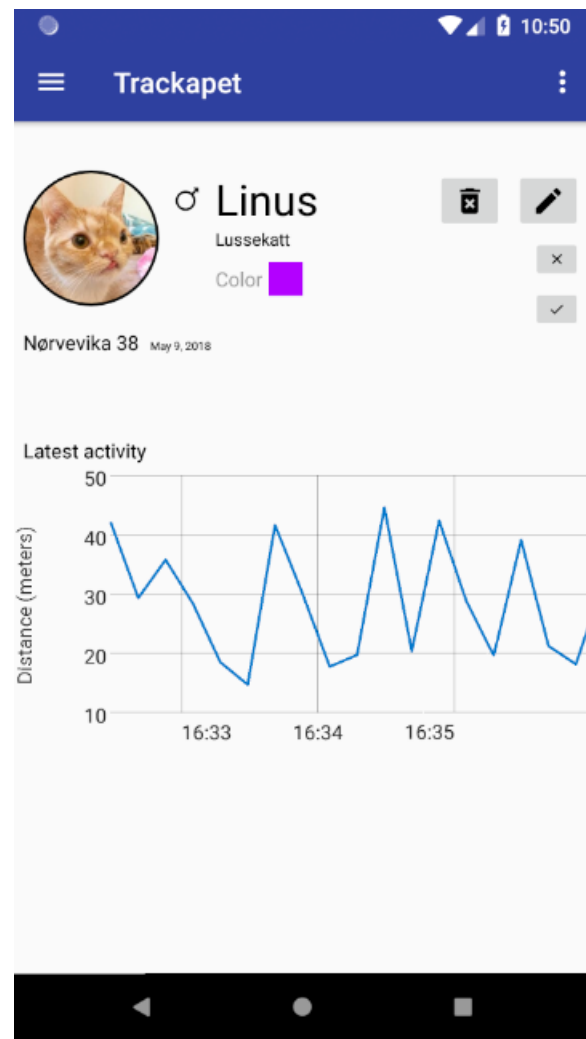 10:50
Trackapet
Linus
Lussekatt
Color
Nørvevika 38 May 9, 2018
Latest activity
Distance (meters)
50
40
30
20
10
16:33 16:34 16:35